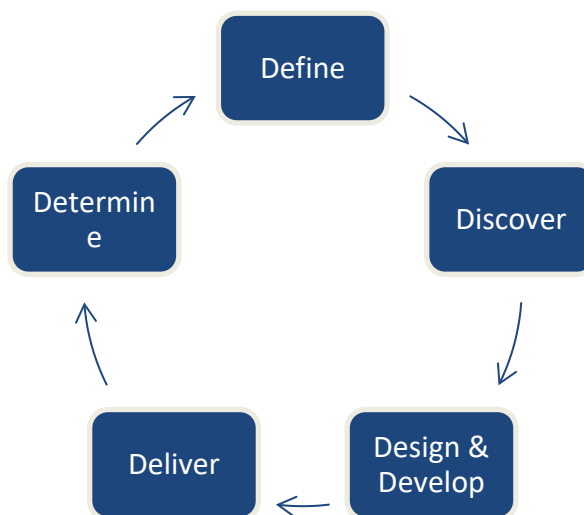 Define
Discover
Design &
Develop
Deliver
Determin
e